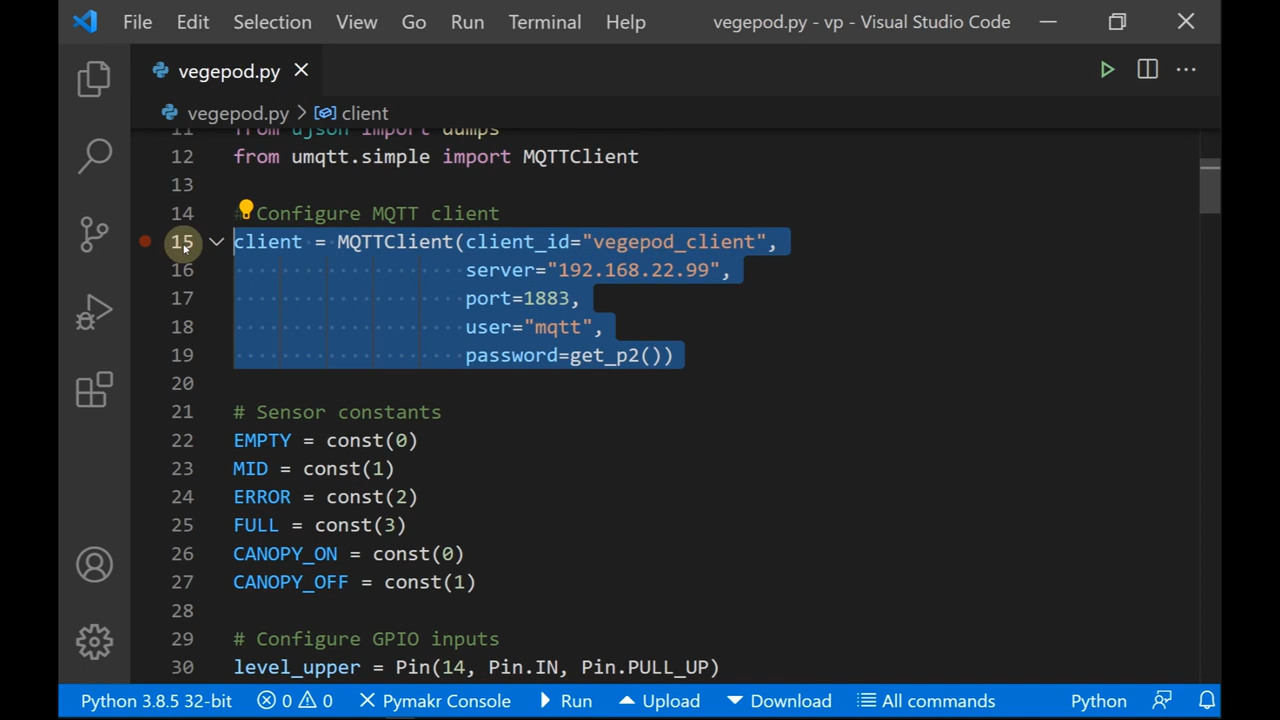 File Edit Selection View Go Run Terminal Help vegepod.py - vp - Visual Studio Code
vegepod.py
vegepod.py > client
11 from ujson import dumps
12 from umqtt.simple import MQTTClient
13
14 # Configure MQTT client
15 client = MQTTClient(client_id="vegepod_client",
16 server="192.168.22.99",
17 port=1883,
18 user="mqtt",
19 password=get_p2())
20
21 # Sensor constants
22 EMPTY = const(0)
23 MID = const(1)
24 ERROR = const(2)
25 FULL = const(3)
26 CANOPY_ON = const(0)
27 CANOPY_OFF = const(1)
28
29 # Configure GPIO inputs
30 level_upper = Pin(14, Pin.IN, Pin.PULL_UP)
Python 3.8.5 32-bit 0 0 Pymakr Console Run Upload Download All commands Python